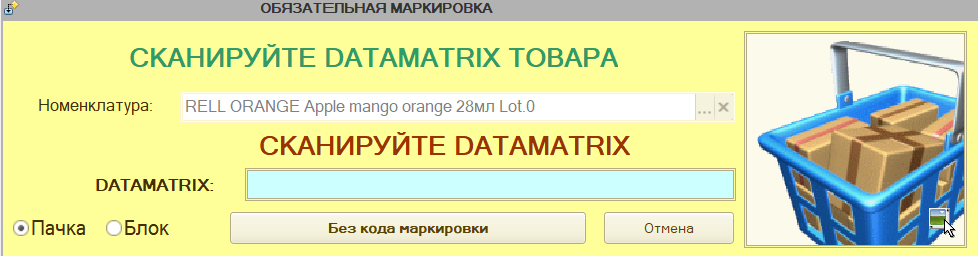 ОБЯЗАТЕЛЬНАЯ МАРКИРОВКА
СКАНИРУЙТЕ DATAMATRIX ТОВАРА
Номенклатура: RELL ORANGE Apple mango orange 28мл Lot.0 ...
СКАНИРУЙТЕ DATAMATRIX
DATAMATRIX:
Пачка Блок Без кода маркировки Отмена